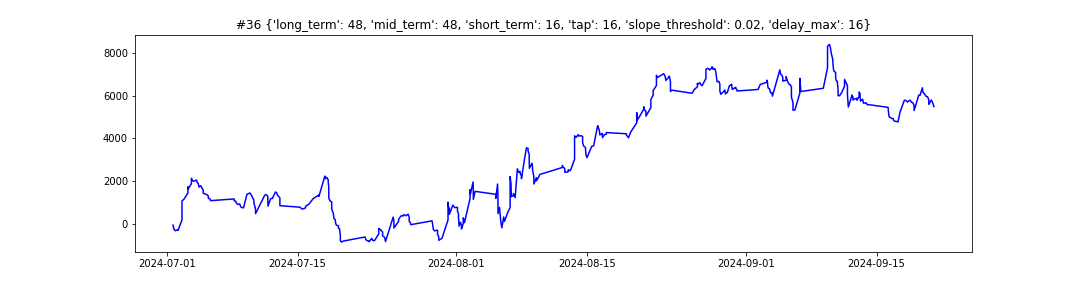 #36 {'long_term': 48, 'mid_term': 48, 'short_term': 16, 'tap': 16, 'slope_threshold': 0.02, 'delay_max': 16}
8000
6000
4000
2000
0
2024-07-01 2024-07-15 2024-08-01 2024-08-15 2024-09-01 2024-09-15